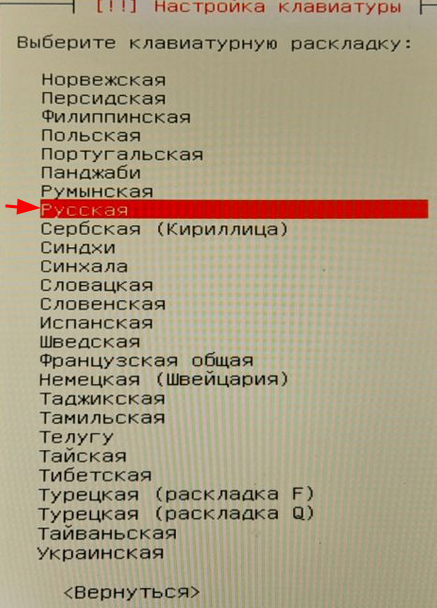 [!!] Настройка клавиатуры
Выберите клавиатурную раскладку:
Норвежская
Персидская
Филиппинская
Польская
Португальская
Панджаби
Румынская
Русская
Сербская (Кириллица)
Синдхи
Синхала
Словацкая
Словенская
Испанская
Шведская
Французская общая
Немецкая (Швейцария)
Таджикская
Тамильская
Телугу
Тайская
Тибетская
Турецкая (раскладка F)
Турецкая (раскладка Q)
Тайваньская
Украинская
<Вернуться>